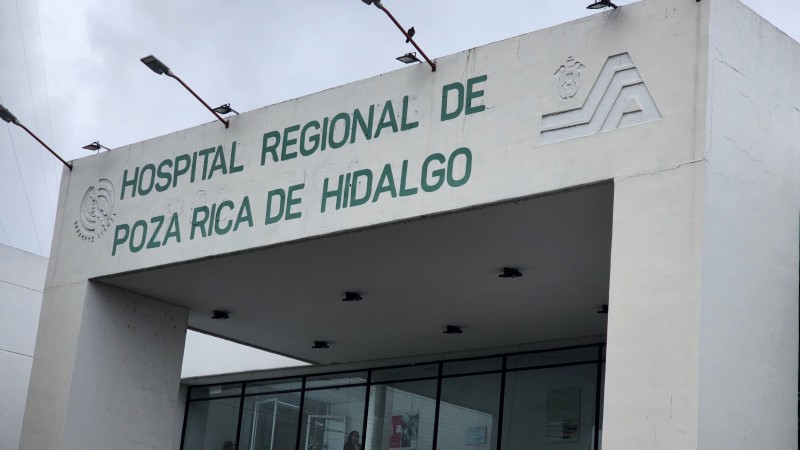 HOSPITAL REGIONAL DE
POZA RICA DE HIDALGO